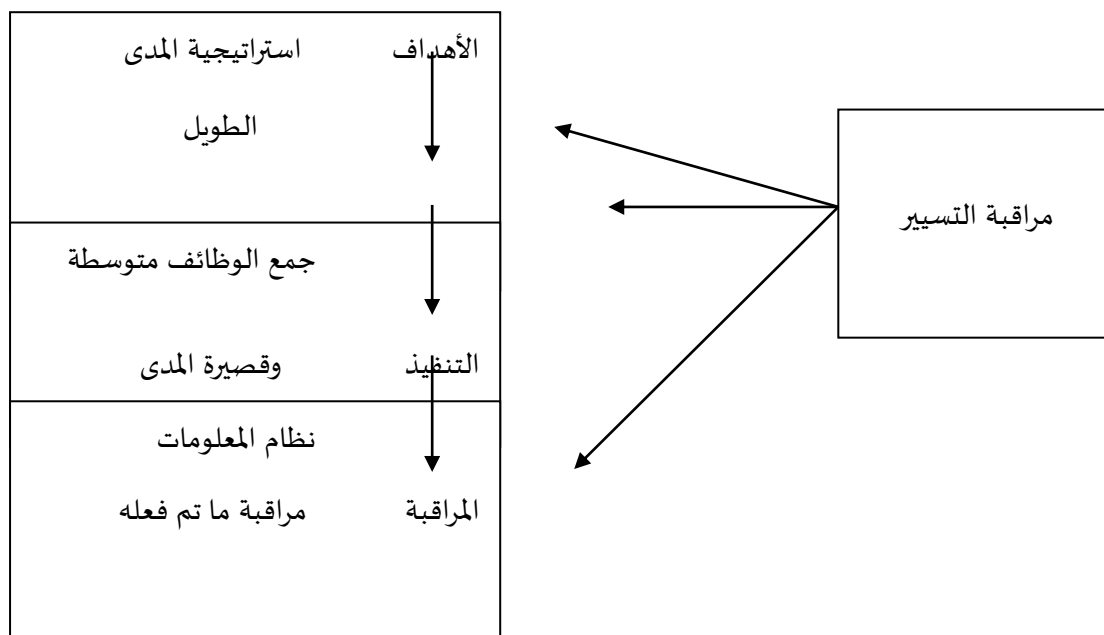 الأهداف استراتيجية المدى
الطويل
مراقبة التسيير
جمع الوظائف متوسطة
التنفيذ وقصيرة المدى
نظام المعلومات
المراقبة مراقبة ما تم فعله